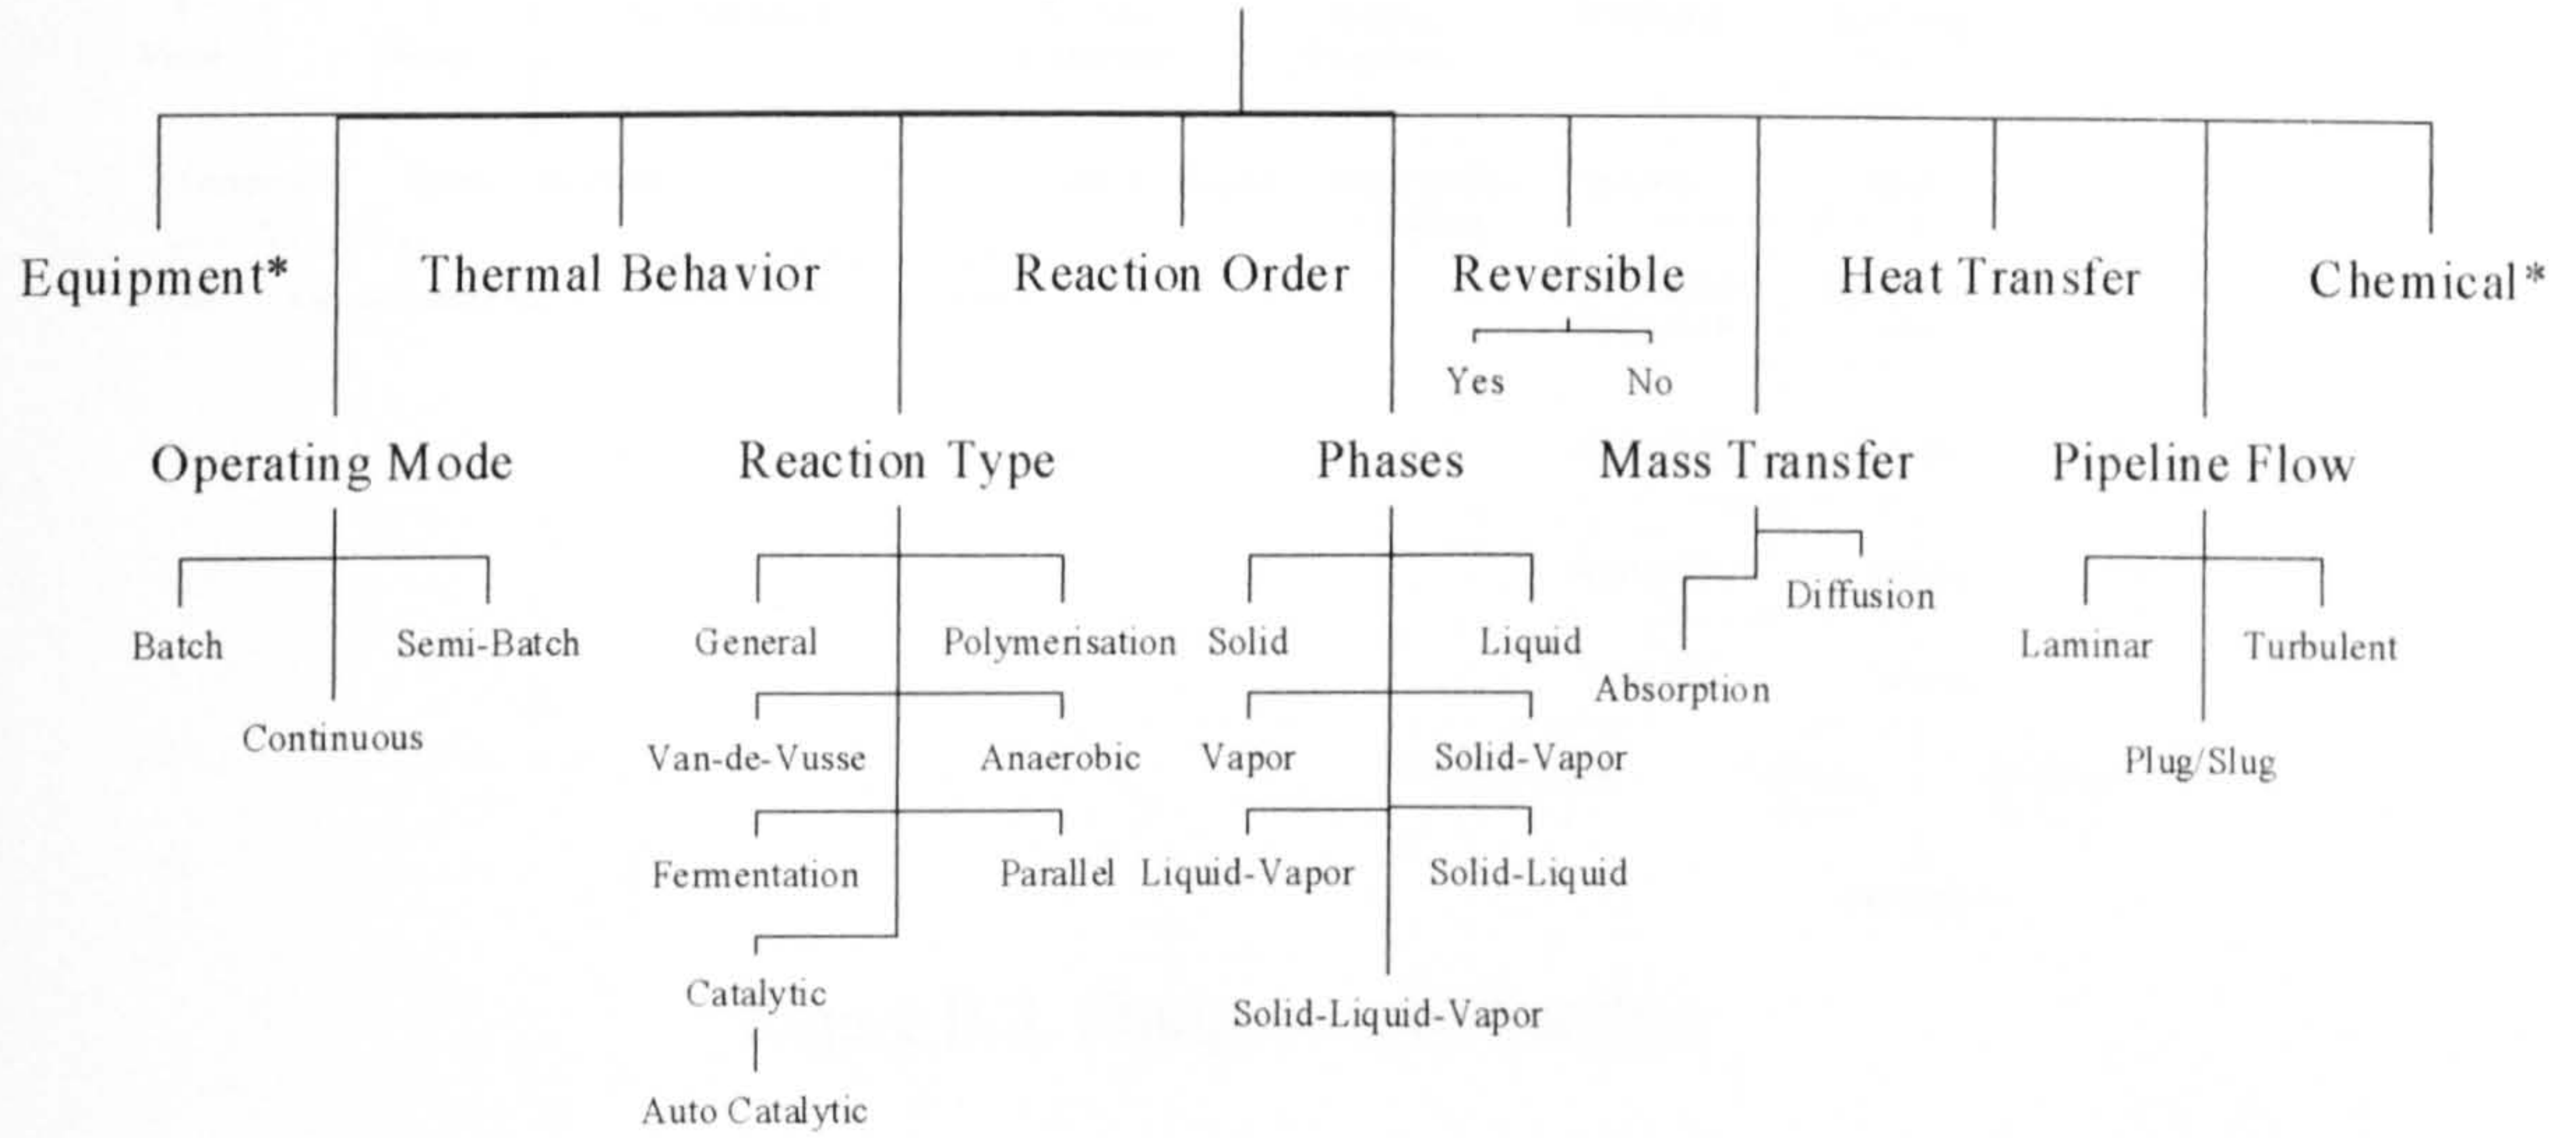 Equipment* Thermal Behavior Reaction Order Reversible Heat Transfer Chemical*
Yes No
Operating Mode Reaction Type Phases Mass Transfer Pipeline Flow
Diffusion
Batch Semi-Batch General Polymerisation Solid Liquid Laminar Turbulent
Absorption
Continuous Van-de-Vusse Anaerobic Vapor Solid-Vapor Plug/Slug
Fermentation Parallel Liquid-Vapor Solid-Liquid
Catalytic
Solid-Liquid-Vapor
Auto Catalytic